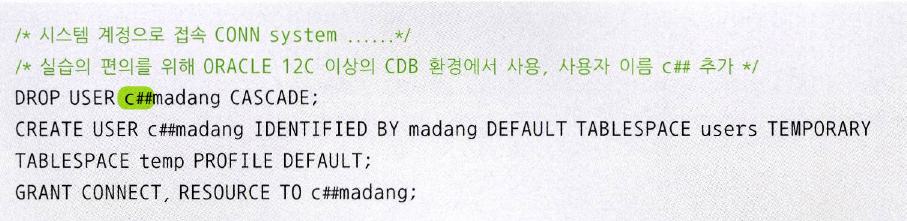 /* 시스템 계정으로 접속 CONN system ......*/
/* 실습의 편의를 위해 ORACLE 12C 이상의 CDB 환경에서 사용, 사용자 이름 c## 추가 */
DROP USER c##madang CASCADE;
CREATE USER c##madang IDENTIFIED BY madang DEFAULT TABLESPACE users TEMPORARY
TABLESPACE temp PROFILE DEFAULT;
GRANT CONNECT, RESOURCE TO c##madang;